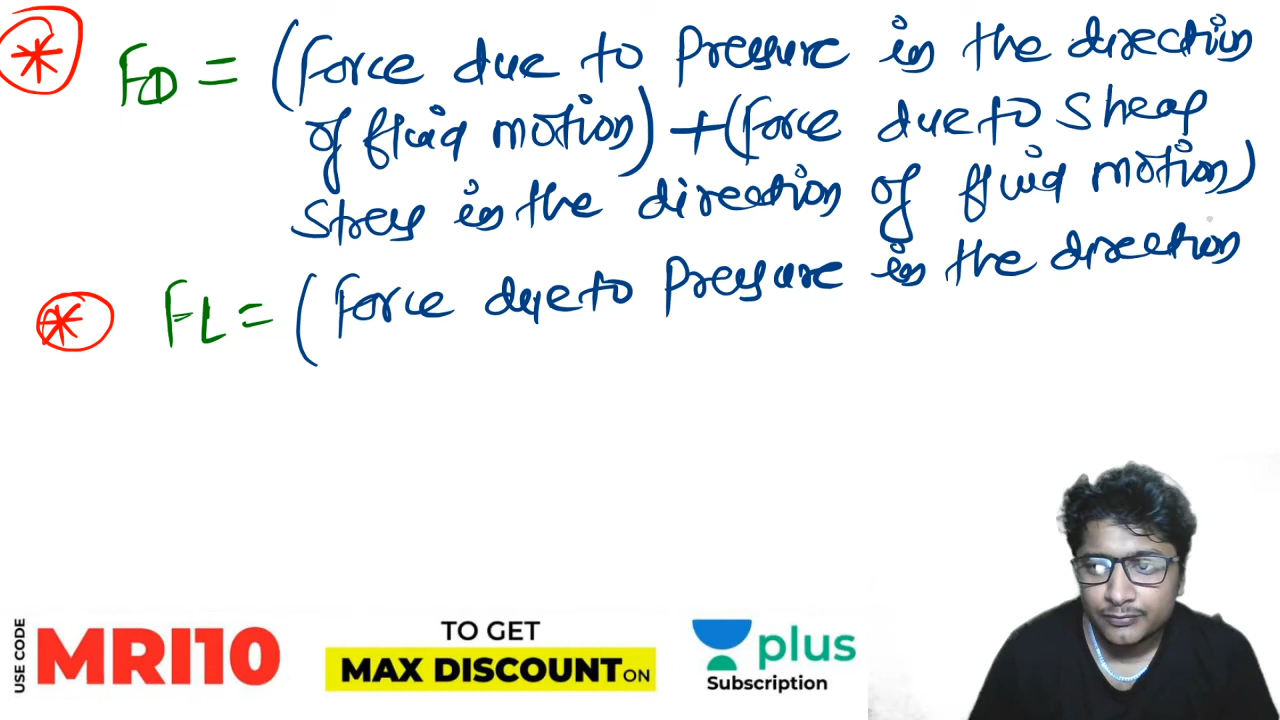 * FD = (Force due to Pressure in the direction
of fluid motion) + (Force due to Shear
Stress in the direction of fluid motion)
* FL = (Force due to Pressure in the direction
USE CODE
MRI10
TO GET
MAX DISCOUNT ON
plus
Subscription